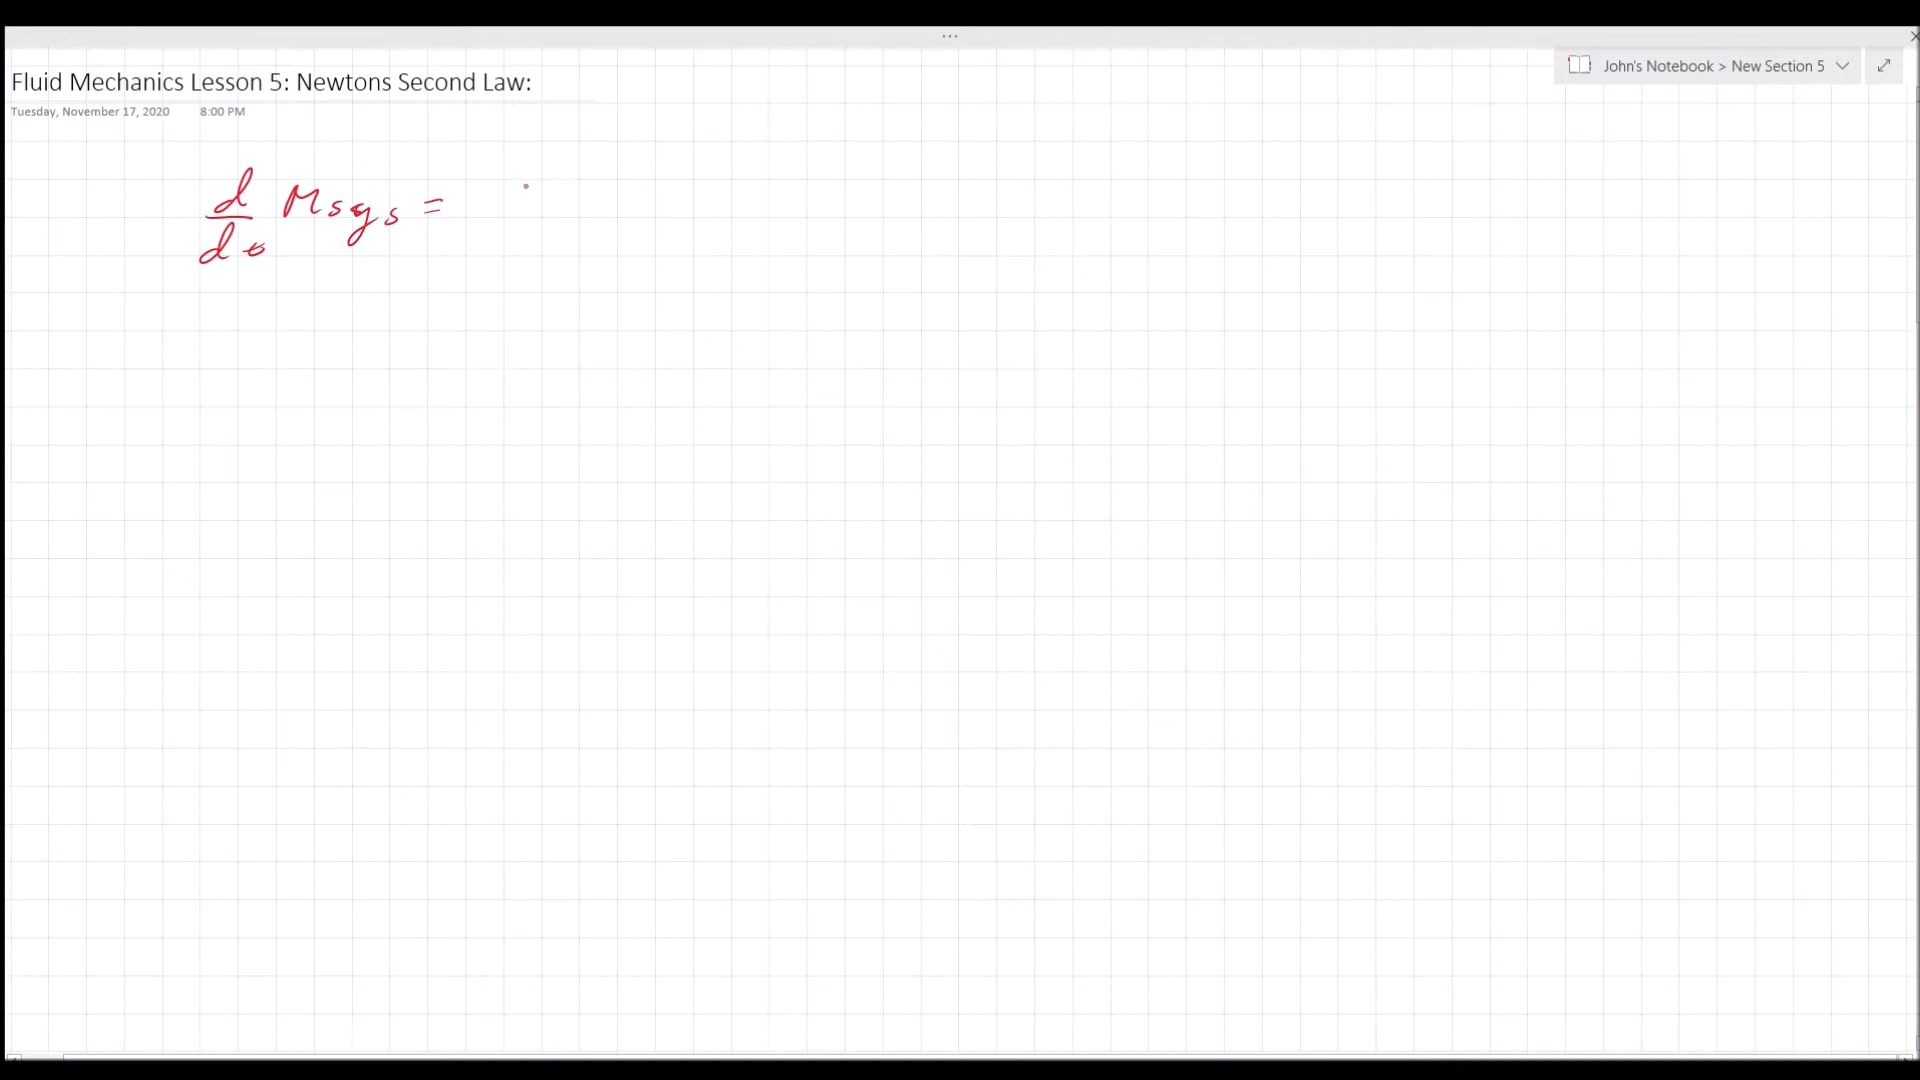 John's Notebook > New Section 5
Fluid Mechanics Lesson 5: Newtons Second Law:
Tuesday, November 17, 2020 8:00 PM
d/dt Msys =